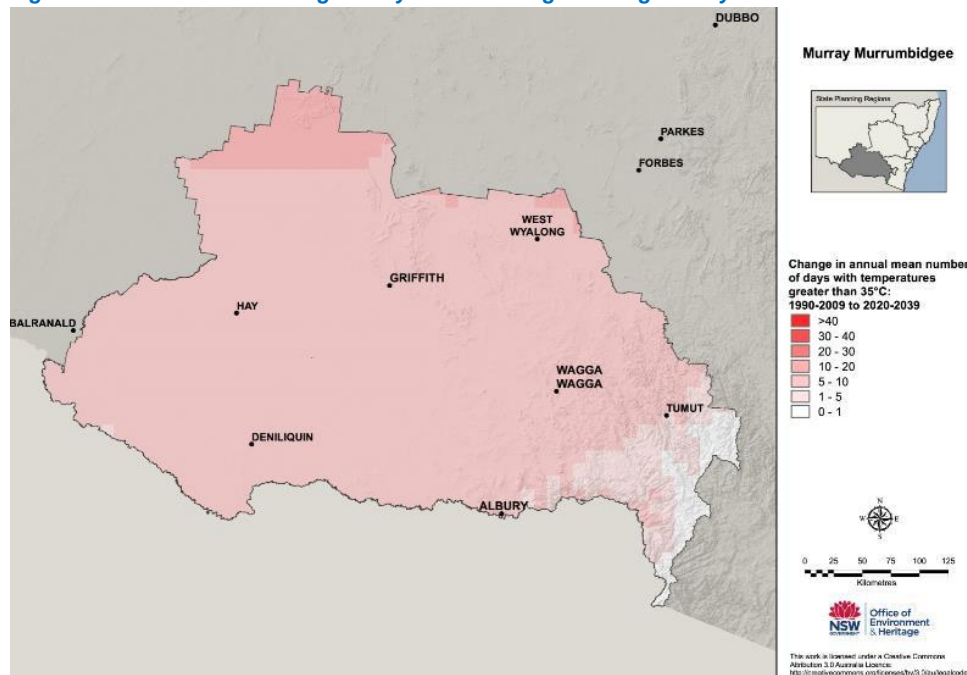 DUBBO
PARKES
FORBES
WEST
WYALONG
GRIFFITH
HAY
BALRANALD
WAGGA
WAGGA
TUMUT
DENILIQUIN
ALBURY
Murray Murrumbidgee
State Planning Regions
Change in annual mean number
of days with temperatures
greater than 35°C:
1990-2009 to 2020-2039
>40
30 - 40
20 - 30
10 - 20
5 - 10
1 - 5
0 - 1
N
W E
S
0 25 50 75 100 125
Kilometres
NSW
GOVERNMENT
Office of
Environment
& Heritage
This work is licensed under a Creative Commons
Attribution 3.0 Australia Licence: